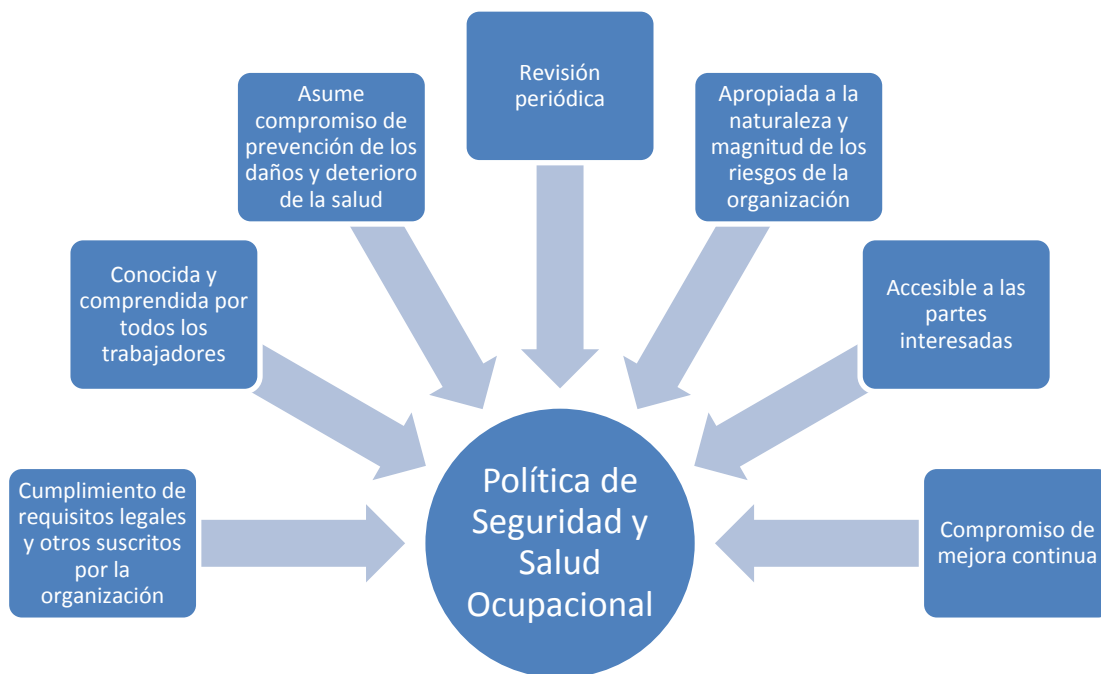 Revisión
periódica
Asume
compromiso de
prevención de los
daños y deterioro
de la salud
Apropiada a la
naturaleza y
magnitud de los
riesgos de la
organización
Conocida y
comprendida por
todos los
trabajadores
Accesible a las
partes
interesadas
Cumplimiento de
requisitos legales
y otros suscritos
por la
organización
Política de
Seguridad y
Salud
Ocupacional
Compromiso de
mejora continua